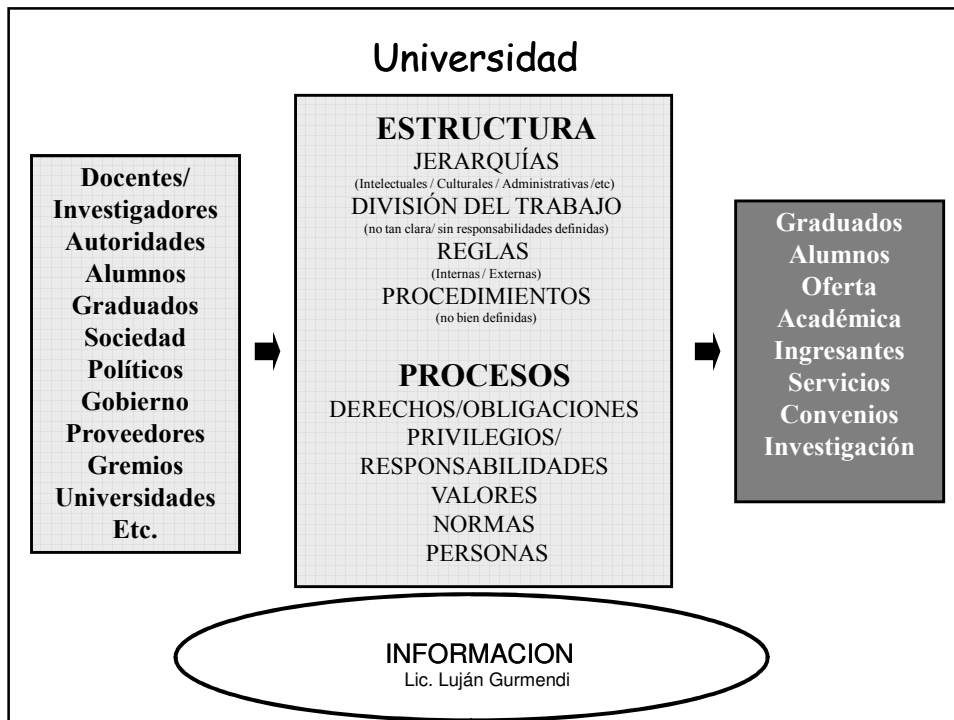 Universidad
Docentes/
Investigadores
Autoridades
Alumnos
Graduados
Sociedad
Políticos
Gobierno
Proveedores
Gremios
Universidades
Etc.
ESTRUCTURA
JERARQUÍAS
(Intelectuales / Culturales / Administrativas /etc)
DIVISIÓN DEL TRABAJO
(no tan clara/ sin responsabilidades definidas)
REGLAS
(Internas / Externas)
PROCEDIMIENTOS
(no bien definidas)
PROCESOS
DERECHOS/OBLIGACIONES
PRIVILEGIOS/
RESPONSABILIDADES
VALORES
NORMAS
PERSONAS
Graduados
Alumnos
Oferta
Académica
Ingresantes
Servicios
Convenios
Investigación
INFORMACION
Lic. Luján Gurmendi